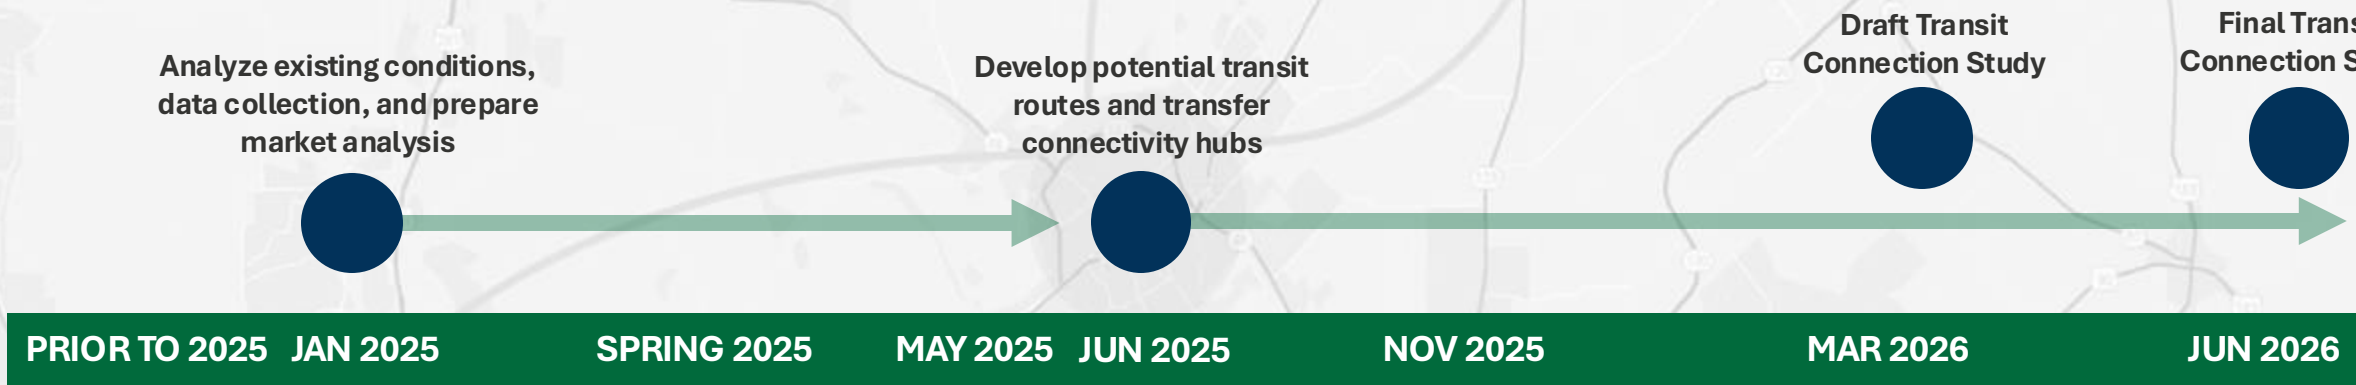 Analyze existing conditions,
data collection, and prepare
market analysis
Develop potential transit
routes and transfer
connectivity hubs
Draft Transit
Connection Study
Final
Connection
PRIOR TO 2025 JAN 2025 SPRING 2025 MAY 2025 JUN 2025 NOV 2025 MAR 2026 JUN 2026